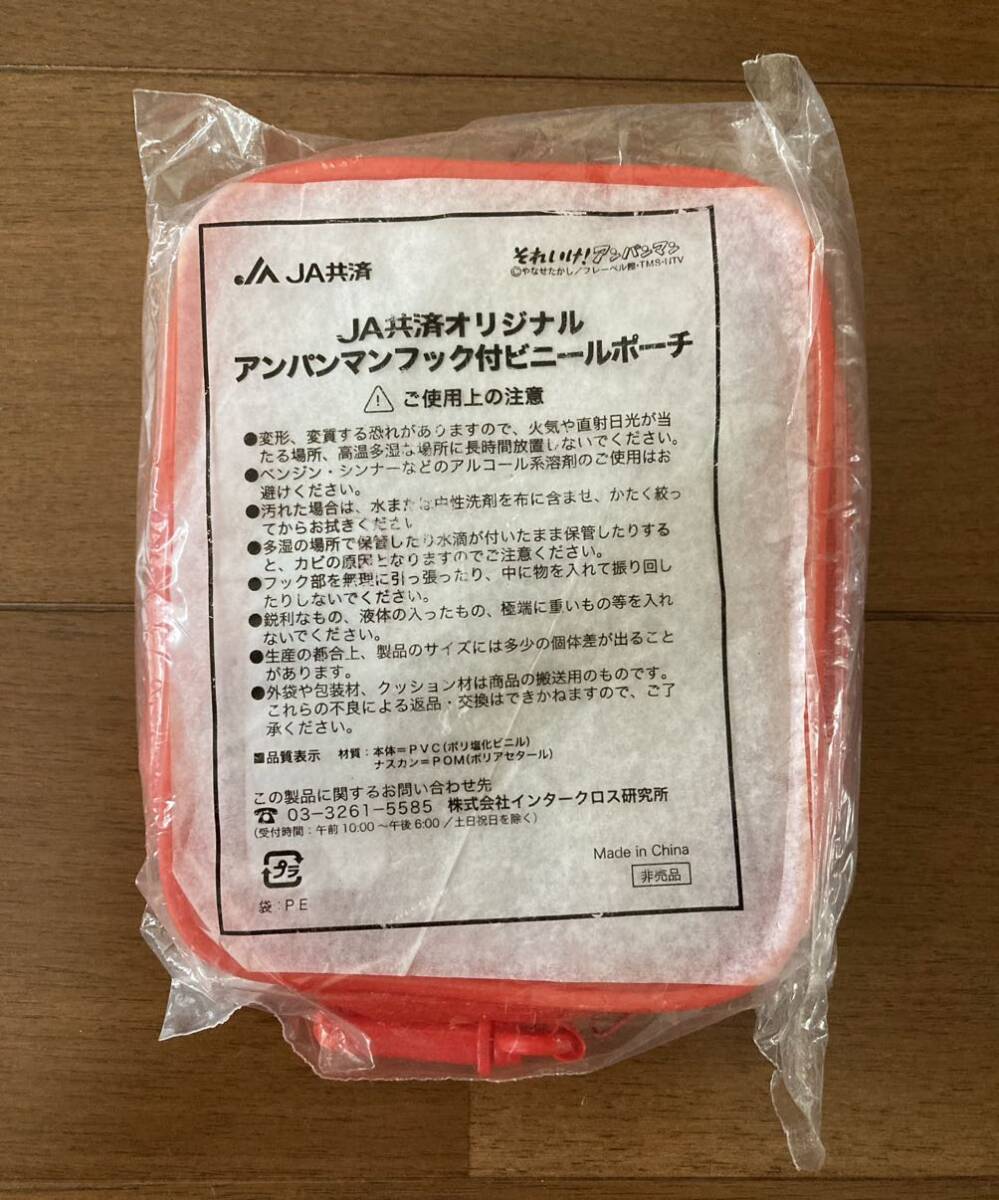 JA共済
それいけ!アンパンマン
©やなせたかし/フレーベル館・TMS・NTV
JA共済オリジナル
アンパンマンフック付ビニールポーチ
ご使用上の注意
●変形、変質する恐れがありますので、火気や直射日光が当
たる場所、高温多湿な場所に長時間放置しないでください。
●ベンジン・シンナーなどのアルコール系溶剤のご使用はお
避けください。
●汚れた場合は、水または中性洗剤を布に含ませ、かたく絞っ
てからお拭きください
●多湿の場所で保管したり水滴が付いたまま保管したりする
と、カビの原因となりますのでご注意ください。
●フック部を無理に引っ張ったり、中に物を入れて振り回し
たりしないでください。
●鋭利なもの、液体の入ったもの、極端に重いもの等を入れ
ないでください。
●生産の都合上、製品のサイズには多少の個体差が出ること
があります。
●外袋や包装材、クッション材は商品の搬送用のものです。
これらの不良による返品・交換はできかねますので、ご了
承ください。
■品質表示 材質:本体=PVC(ポリ塩化ビニル)
ナスカン=POM(ポリアセタール)
この製品に関するお問い合わせ先
☎ 03-3261-5585 株式会社インタークロス研究所
(受付時間:午前10:00~午後6:00/土日祝日を除く)
プラ
袋:PE
Made in China
非売品